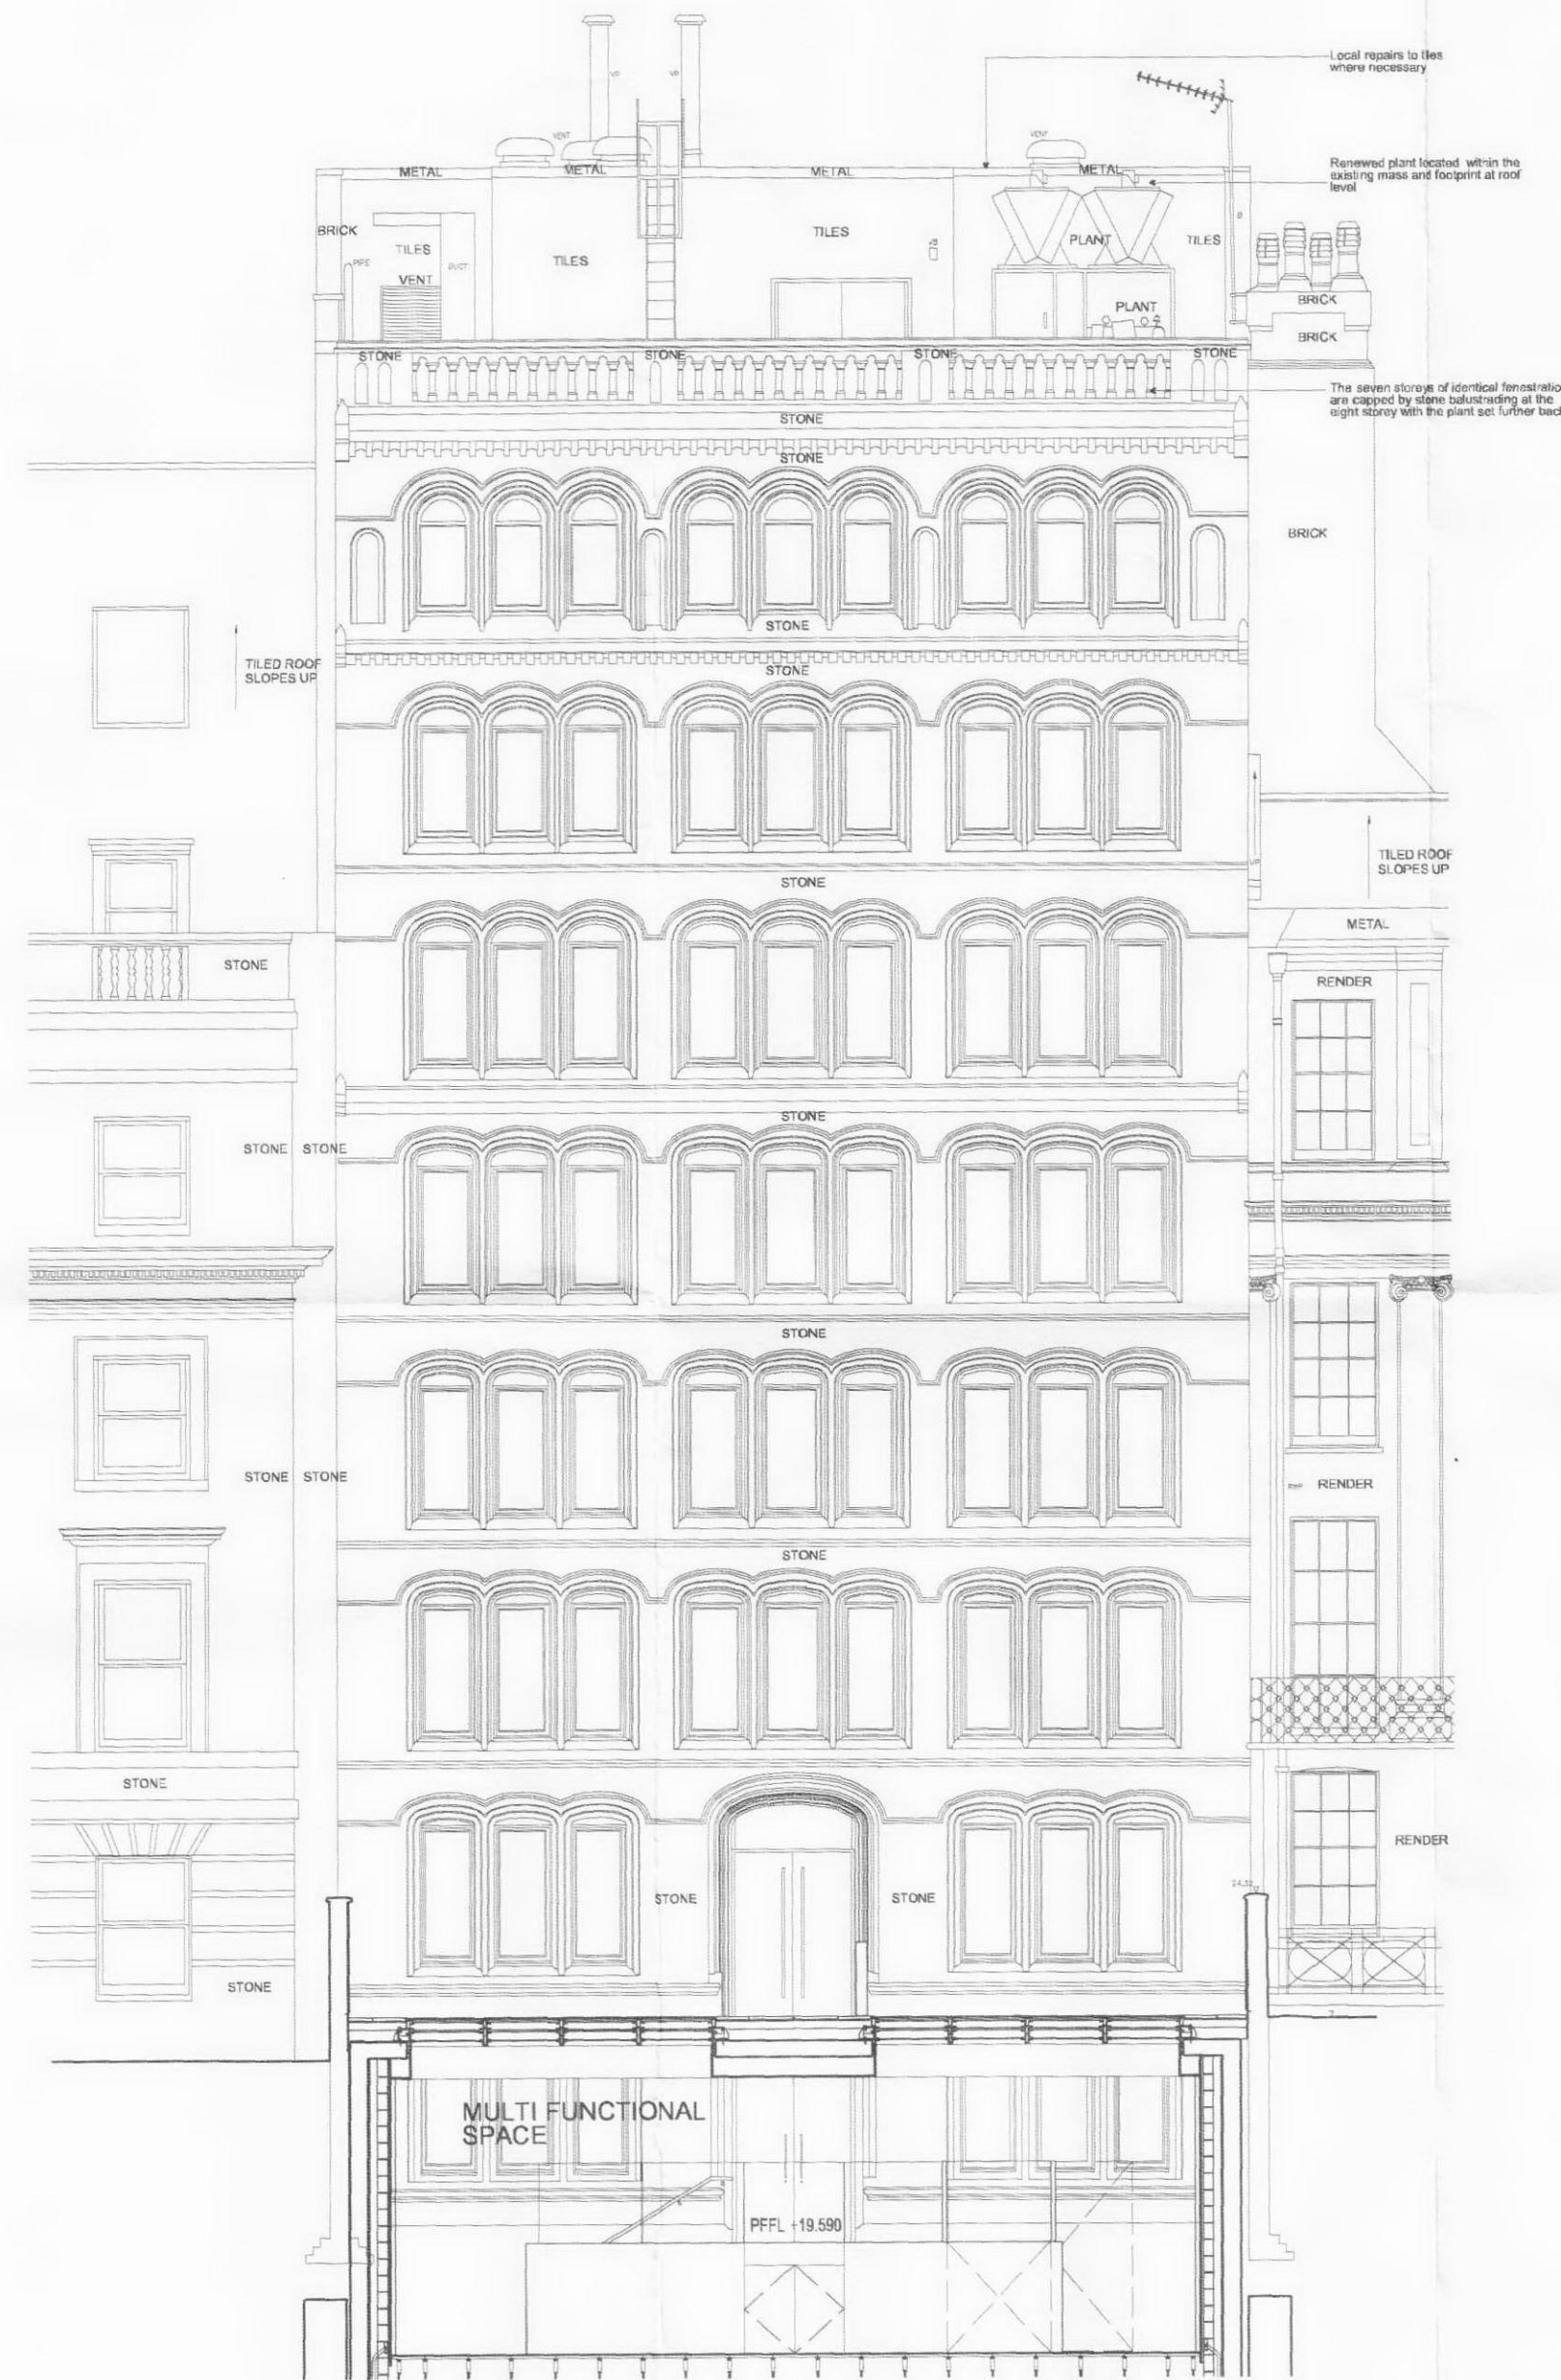 Local repairs to tiles
where necessary
VP
VP
VENT
VENT
METAL
METAL
METAL
METAL
Renewed plant located within the
existing mass and footprint at roof
level
BRICK
TILES
TILES
TILES
PLANT
TILES
PIPE
DUCT
VENT
PLANT
BRICK
BRICK
STONE
STONE
STONE
STONE
The seven storeys of identical fenestratio
are capped by stone balustrading at the
eight storey with the plant set further bac
STONE
STONE
BRICK
STONE
TILED ROOF
SLOPES UP
STONE
TILED ROOF
SLOPES UP
STONE
METAL
STONE
RENDER
STONE
STONE
STONE
STONE
STONE
STONE
RENDER
STONE
STONE
RENDER
STONE
STONE
STONE
MULTI FUNCTIONAL
SPACE
PFFL +19.590